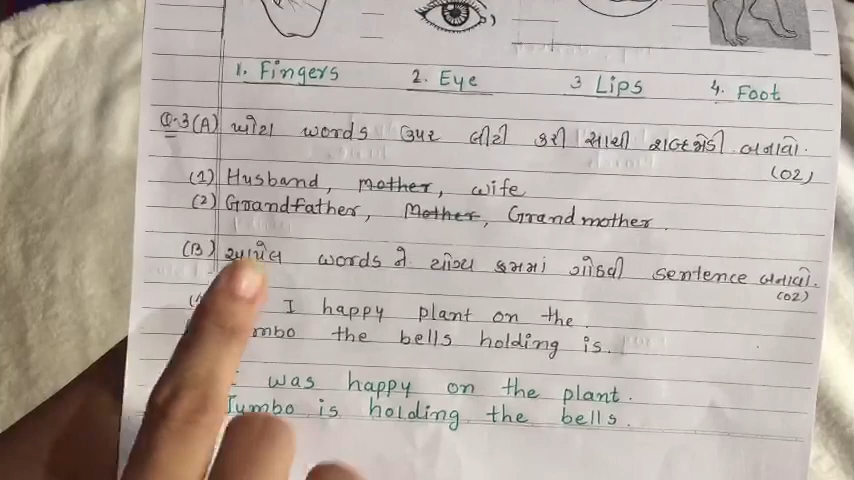 1. Fingers 2. Eye 3 Lips 4. Foot
Q.3(A) ખોટા words ઉપર લીટી કરી સાચી શબ્દજોડી બનાવો.
(02)
(1) Husband, Mother, wife
(2) Grandfather, Mother, Grandmother.
(B) આપેલ words ને યોગ્ય ક્રમમાં ગોઠવી sentence બનાવો.
(02)
I happy plant on the.
the bells holding is.
was happy on the plant.
Jumbo is holding the bells.